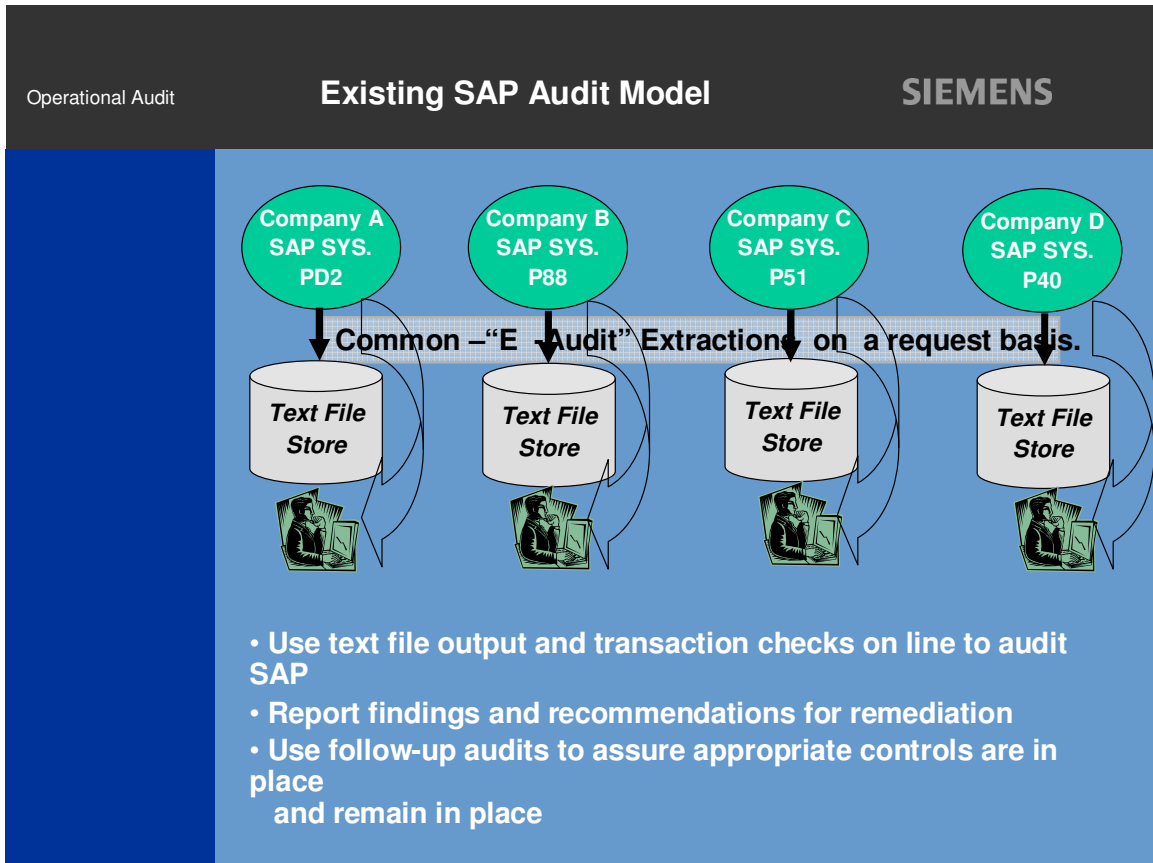 Operational Audit
Existing SAP Audit Model
SIEMENS
Company A
SAP SYS.
PD2
Company B
SAP SYS.
P88
Company C
SAP SYS.
P51
Company D
SAP SYS.
P40
Common –“E -Audit” Extractions on a request basis.
Text File
Store
Text File
Store
Text File
Store
Text File
Store
• Use text file output and transaction checks on line to audit
SAP
• Report findings and recommendations for remediation
• Use follow-up audits to assure appropriate controls are in
place
and remain in place